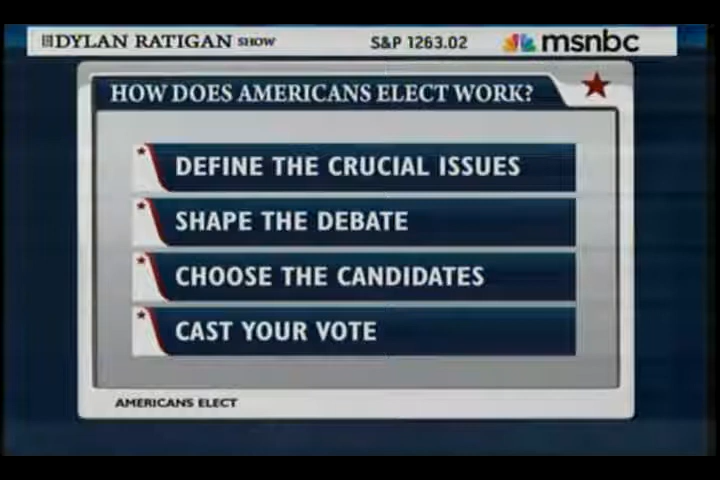 THE DYLAN RATIGAN SHOW S&P 1263.02 msnbc
HOW DOES AMERICANS ELECT WORK?
DEFINE THE CRUCIAL ISSUES
SHAPE THE DEBATE
CHOOSE THE CANDIDATES
CAST YOUR VOTE
AMERICANS ELECT